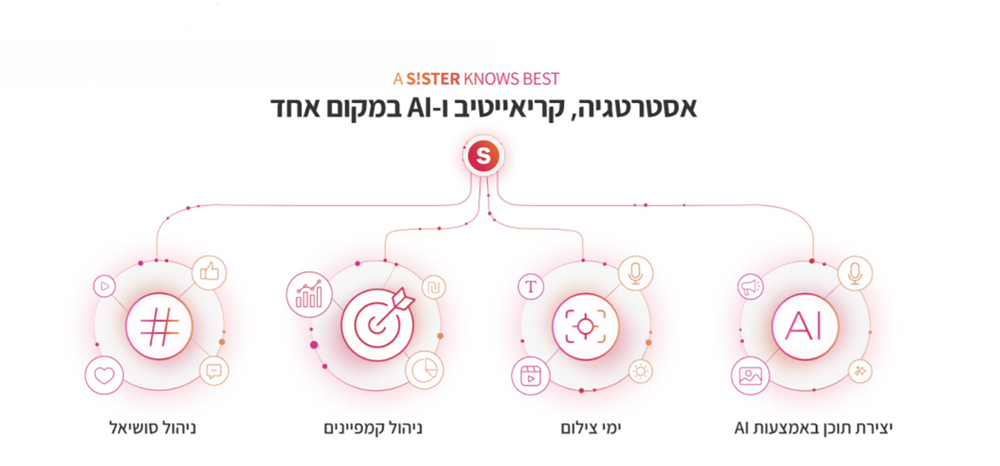 A S!STER KNOWS BEST
אסטרטגיה, קריאייטיב ו-AI במקום אחד
S
T
AI
#
₪
יצירת תוכן באמצעות AI
ימי צילום
ניהול קמפיינים
ניהול סושיאל